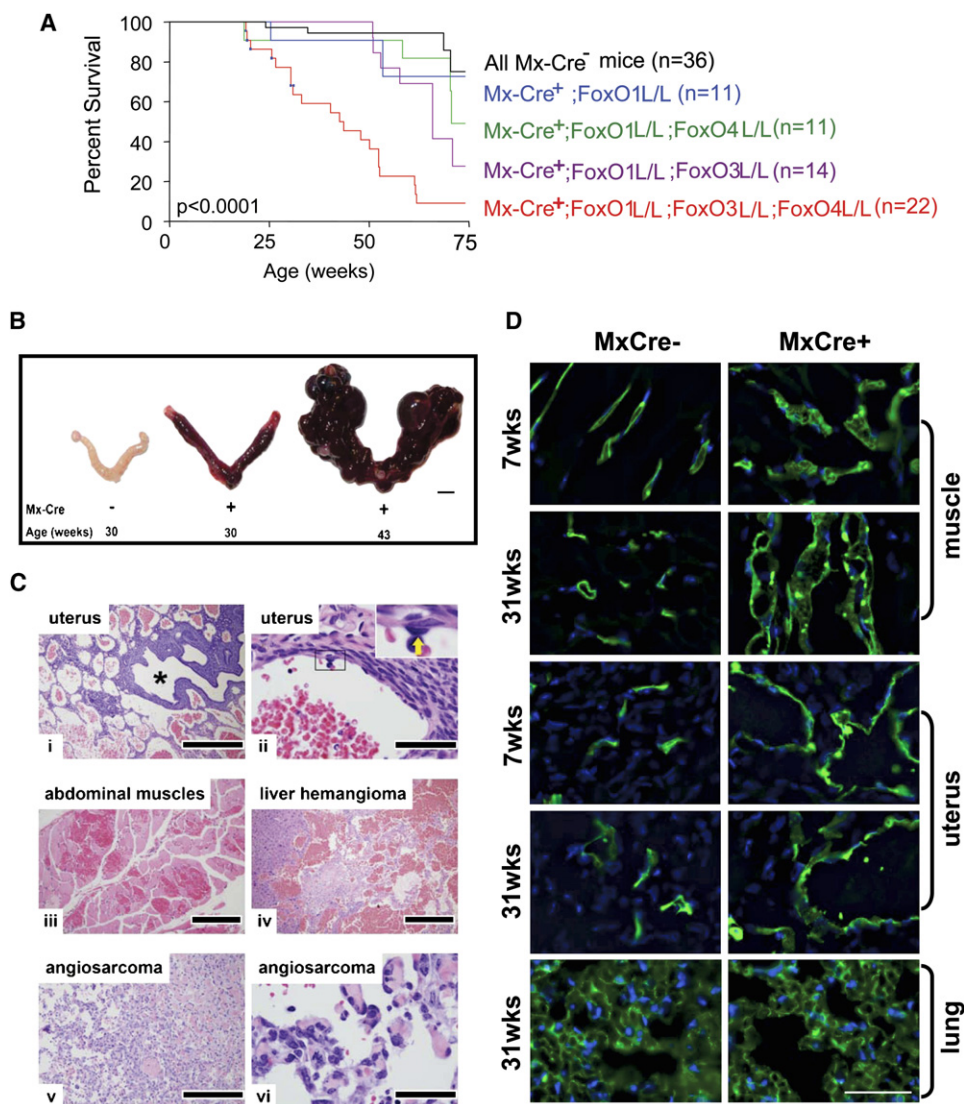 A
Percent Survival
100
80
60
40
20
0
p<0.0001
0
25
50
75
Age (weeks)
All Mx-Cre⁻ mice (n=36)
Mx-Cre⁺ ;FoxO1L/L (n=11)
Mx-Cre⁺;FoxO1L/L ;FoxO4 L/L (n=11)
Mx-Cre⁺;FoxO1L/L ;FoxO3L/L (n=14)
Mx-Cre⁺;FoxO1L/L ;FoxO3L/L ;FoxO4L/L (n=22)
B
Mx-Cre - + +
Age (weeks) 30 30 43
C
uterus
*
i
uterus
ii
abdominal muscles
iii
liver hemangioma
iv
angiosarcoma
v
angiosarcoma
vi
D
MxCre- MxCre+
7wks
31wks
muscle
7wks
31wks
uterus
31wks
lung